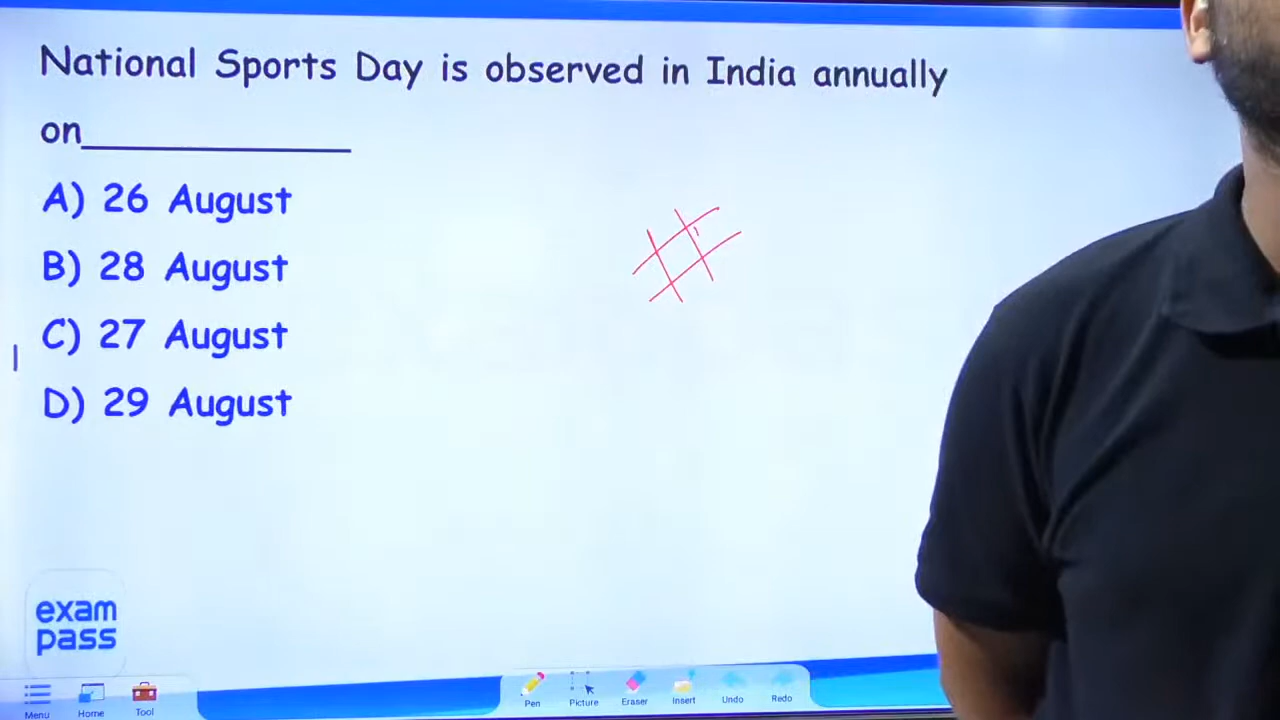 National Sports Day is observed in India annually
on_____________
A) 26 August
B) 28 August
C) 27 August
D) 29 August
exam
pass
Menu Home Tool Pen Picture Eraser Insert Undo Redo